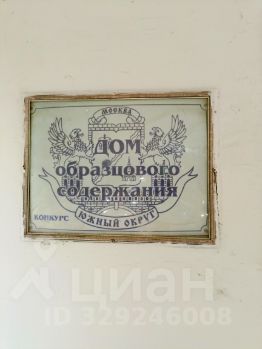 МОСКВА
ДОМ
образцового
содержания
КОНКУРС
ЮЖНЫЙ ОКРУГ
циан
ID 329246008